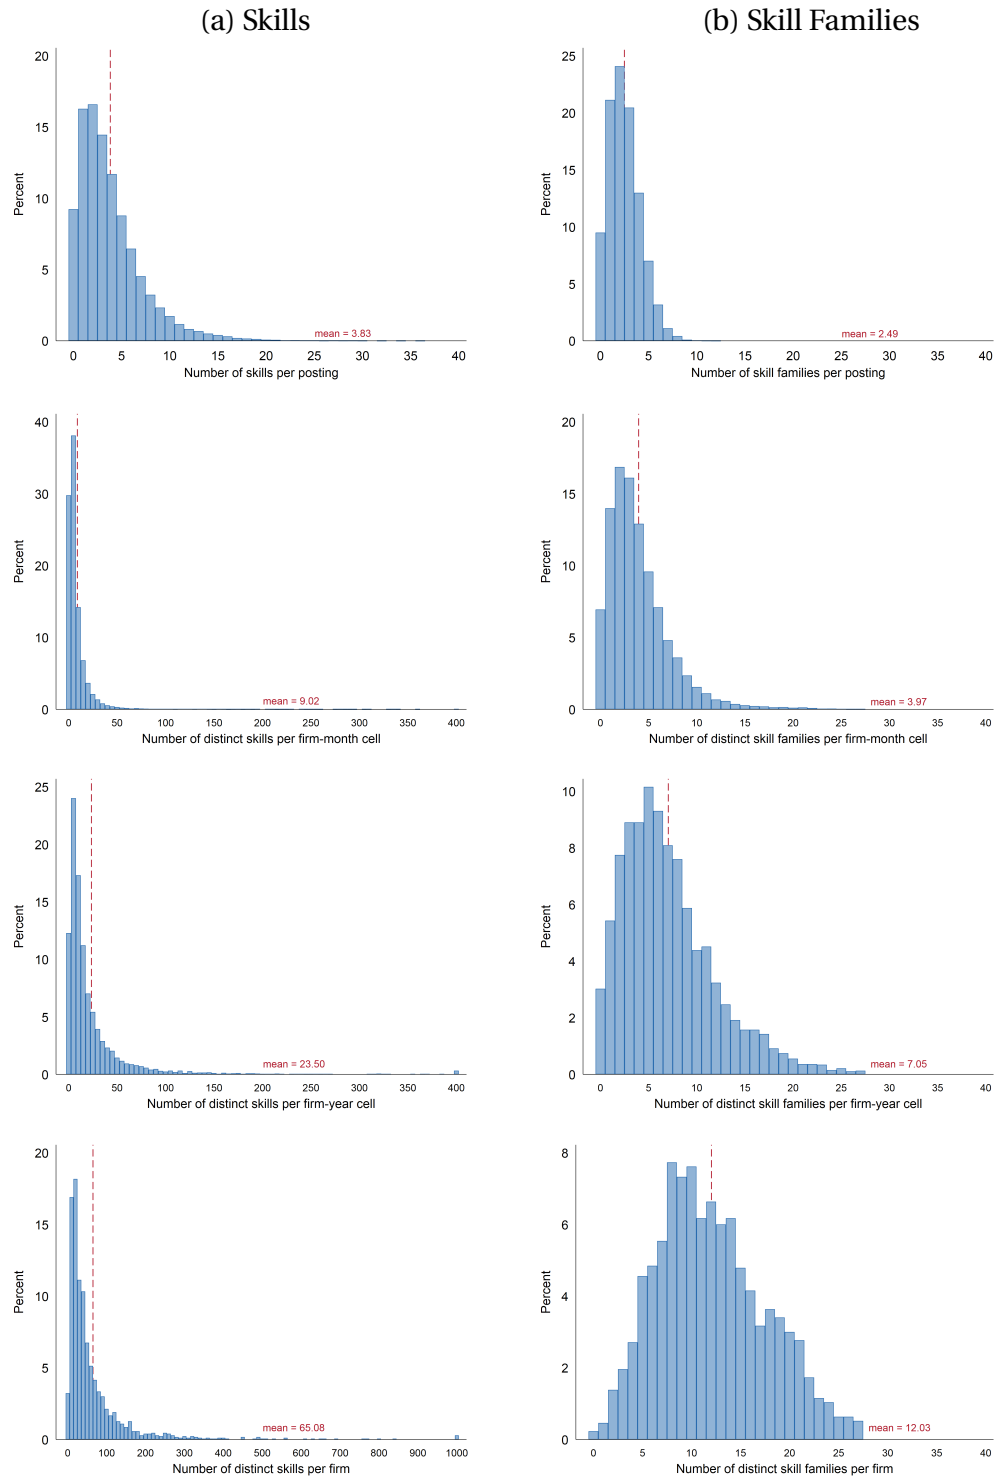 (a) Skills
(b) Skill Families
20
15
10
5
0
Percent
mean = 3.83
0 5 10 15 20 25 30 35 40
Number of skills per posting
25
20
15
10
5
0
Percent
mean = 2.49
0 5 10 15 20 25 30 35 40
Number of skill families per posting
40
30
20
10
0
Percent
mean = 9.02
0 50 100 150 200 250 300 350 400
Number of distinct skills per firm-month cell
20
15
10
5
0
Percent
mean = 3.97
0 5 10 15 20 25 30 35 40
Number of distinct skill families per firm-month cell
25
20
15
10
5
0
Percent
mean = 23.50
0 50 100 150 200 250 300 350 400
Number of distinct skills per firm-year cell
10
8
6
4
2
0
Percent
mean = 7.05
0 5 10 15 20 25 30 35 40
Number of distinct skill families per firm-year cell
20
15
10
5
0
Percent
mean = 65.08
0 100 200 300 400 500 600 700 800 900 1000
Number of distinct skills per firm
8
6
4
2
0
Percent
mean = 12.03
0 5 10 15 20 25 30 35 40
Number of distinct skill families per firm